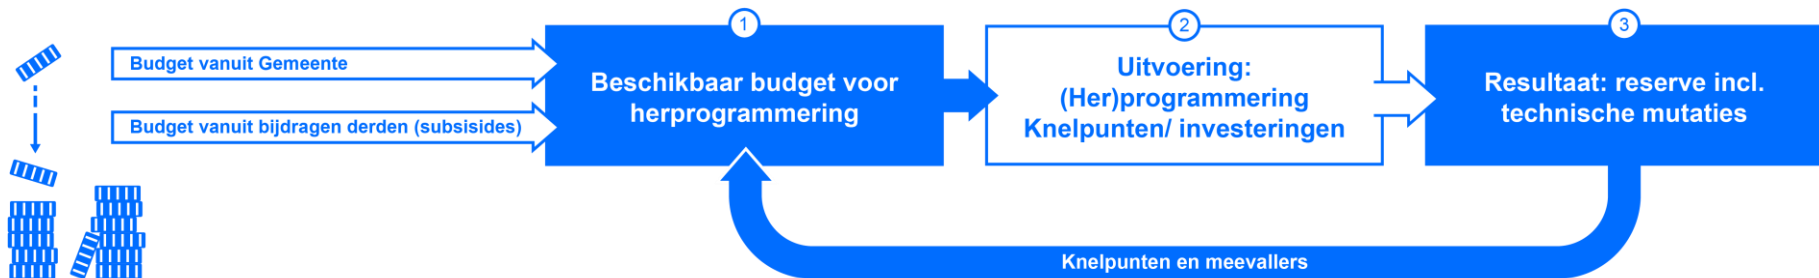 1
2
3
Budget vanuit Gemeente
Budget vanuit bijdragen derden (subsisides)
Beschikbaar budget voor
herprogrammering
Uitvoering:
(Her)programmering
Knelpunten/ investeringen
Resultaat: reserve incl.
technische mutaties
Knelpunten en meevallers